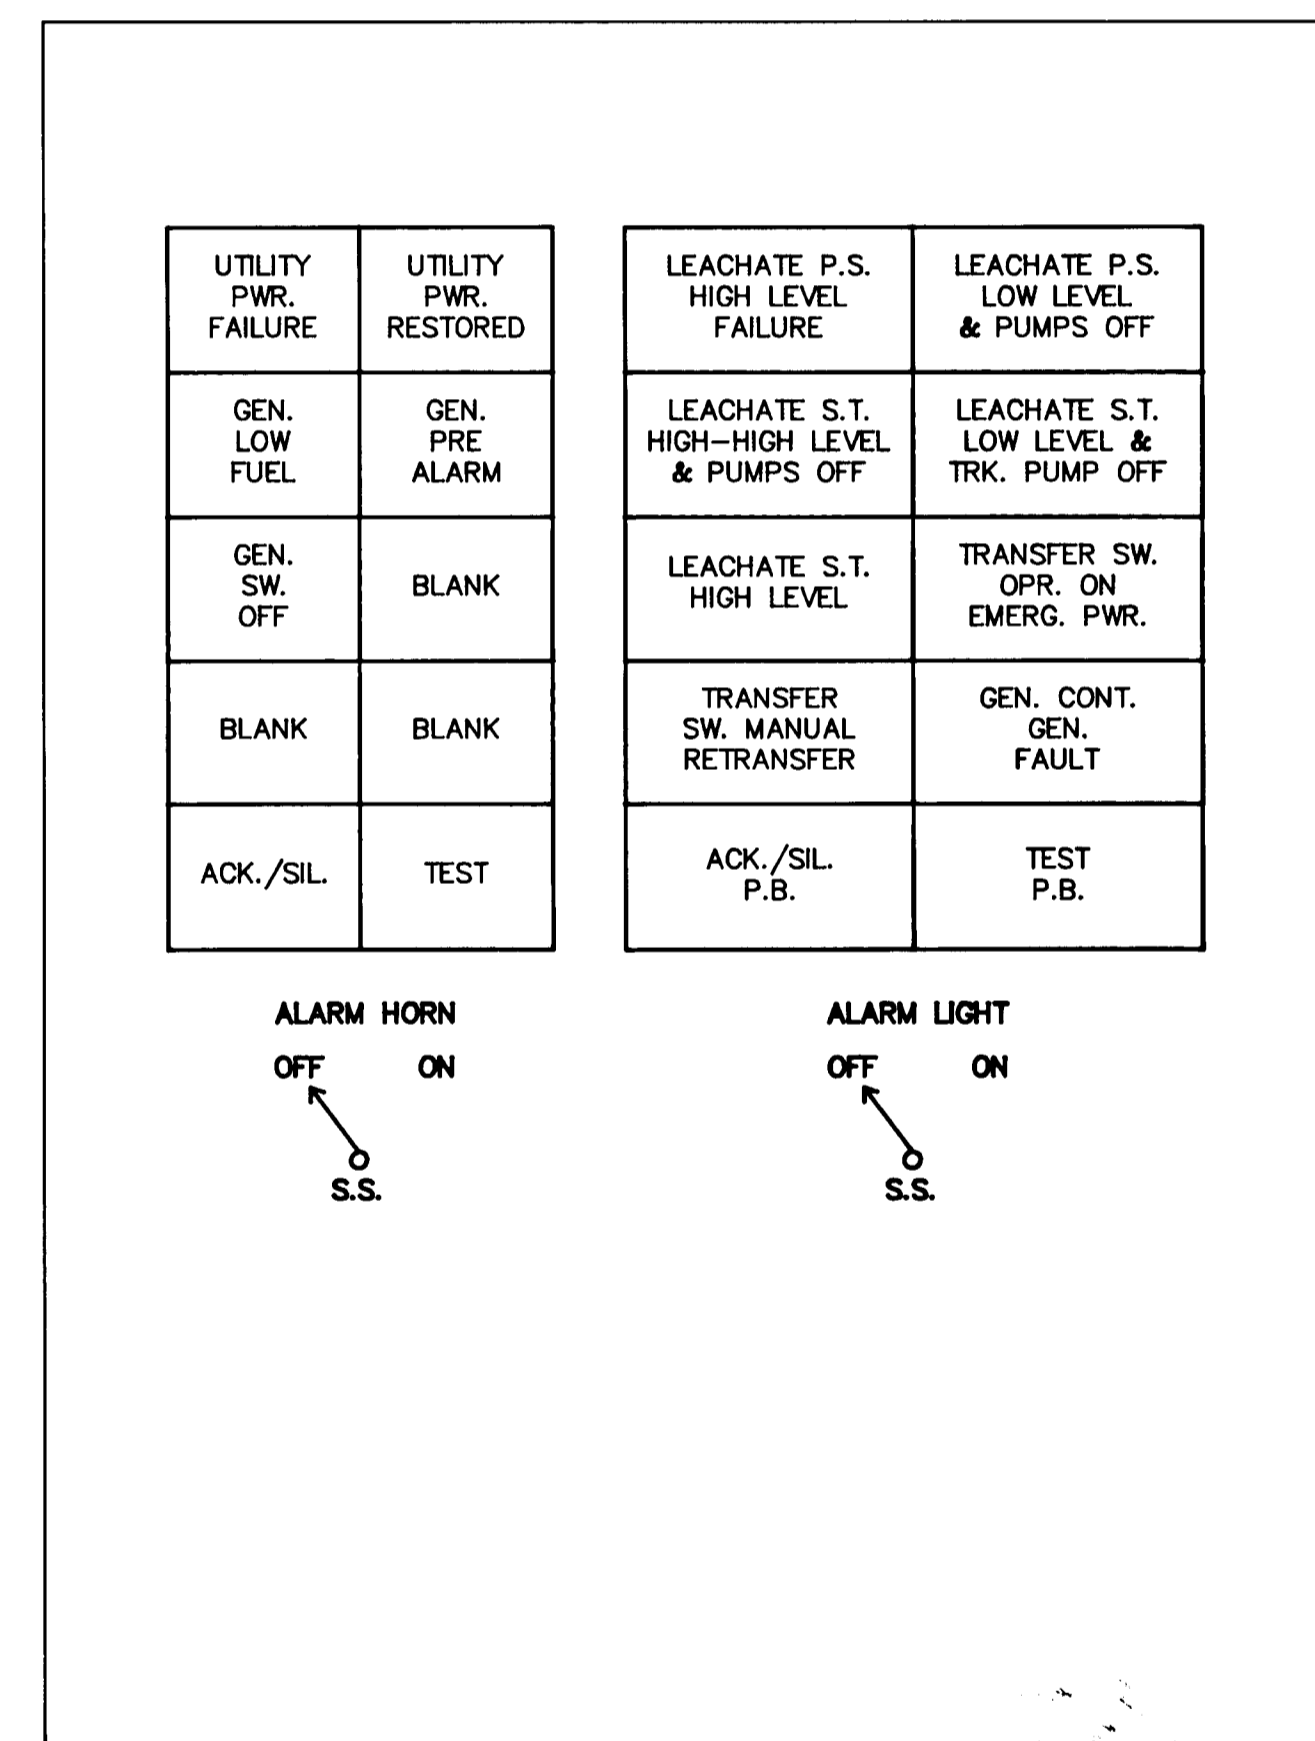 UTILITY
PWR.
FAILURE
UTILITY
PWR.
RESTORED
GEN.
LOW
FUEL
GEN.
PRE
ALARM
GEN.
SW.
OFF
BLANK
BLANK
BLANK
ACK./SIL.
TEST
LEACHATE P.S.
HIGH LEVEL
FAILURE
LEACHATE P.S.
LOW LEVEL
& PUMPS OFF
LEACHATE S.T.
HIGH-HIGH LEVEL
& PUMPS OFF
LEACHATE S.T.
LOW LEVEL &
TRK. PUMP OFF
LEACHATE S.T.
HIGH LEVEL
TRANSFER SW.
OPR. ON
EMERG. PWR.
TRANSFER
SW. MANUAL
RETRANSFER
GEN. CONT.
GEN.
FAULT
ACK./SIL.
P.B.
TEST
P.B.
ALARM HORN
OFF ON
S.S.
ALARM LIGHT
OFF ON
S.S.